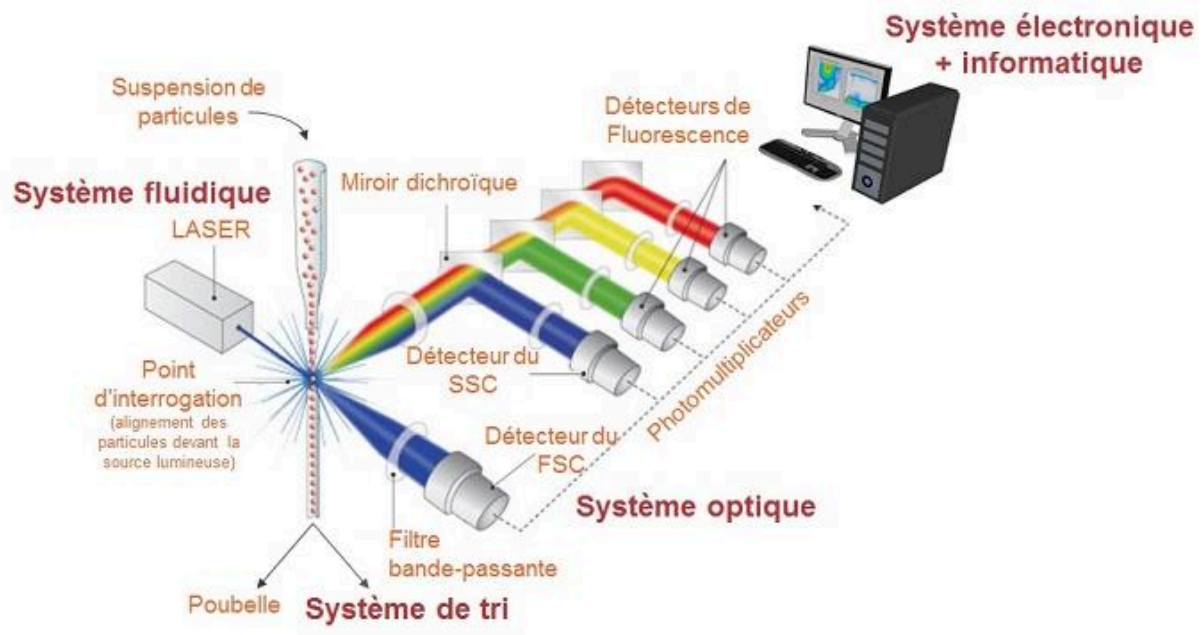 Système électronique
+ informatique
Suspension de
particules
Détecteurs de
Fluorescence
Miroir dichroïque
Système fluidique
LASER
Point
d'interrogation
(alignement des
particules devant la
source lumineuse)
Détecteur du
SSC
Photomultiplicateurs
Détecteur du
FSC
Système optique
Filtre
bande-passante
Poubelle
Système de tri